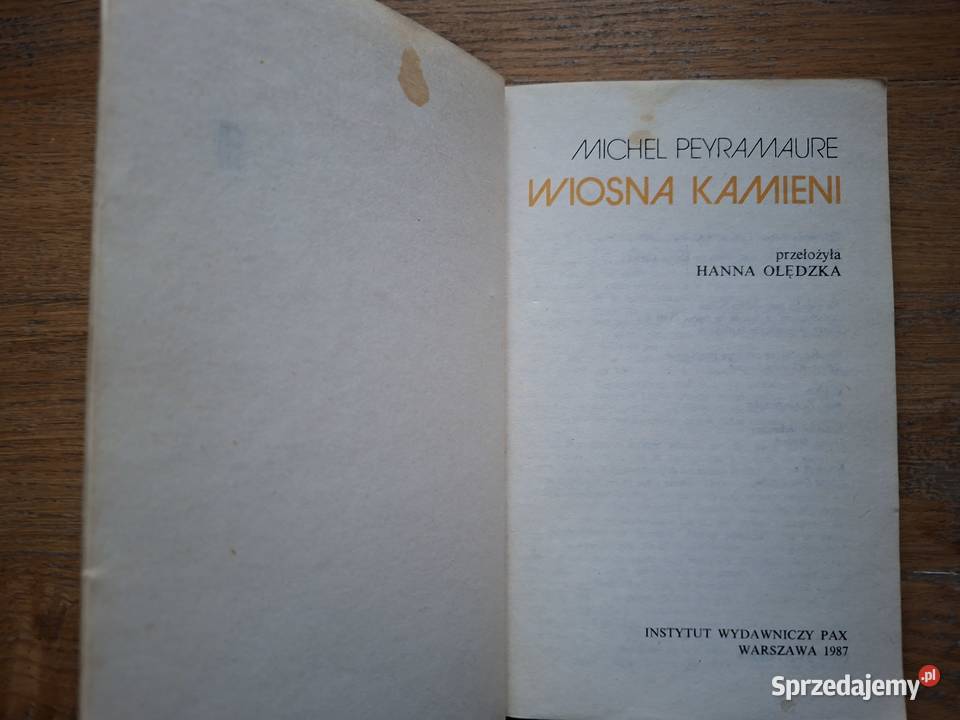 MICHEL PEYRAMAURE
WIOSNA KAMIENI
przełożyła
HANNA OLĘDZKA
INSTYTUT WYDAWNICZY PAX
WARSZAWA 1987
Sprzedajemy.pl